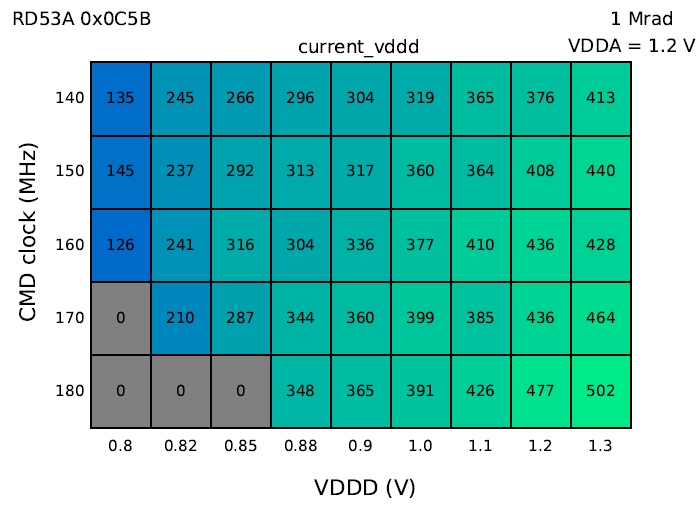 RD53A 0x0C5B
1 Mrad
current_vddd
VDDA = 1.2 V
CMD clock (MHz)
140 135 245 266 296 304 319 365 376 413
150 145 237 292 313 317 360 364 408 440
160 126 241 316 304 336 377 410 436 428
170 0 210 287 344 360 399 385 436 464
180 0 0 0 348 365 391 426 477 502
0.8 0.82 0.85 0.88 0.9 1.0 1.1 1.2 1.3
VDDD (V)